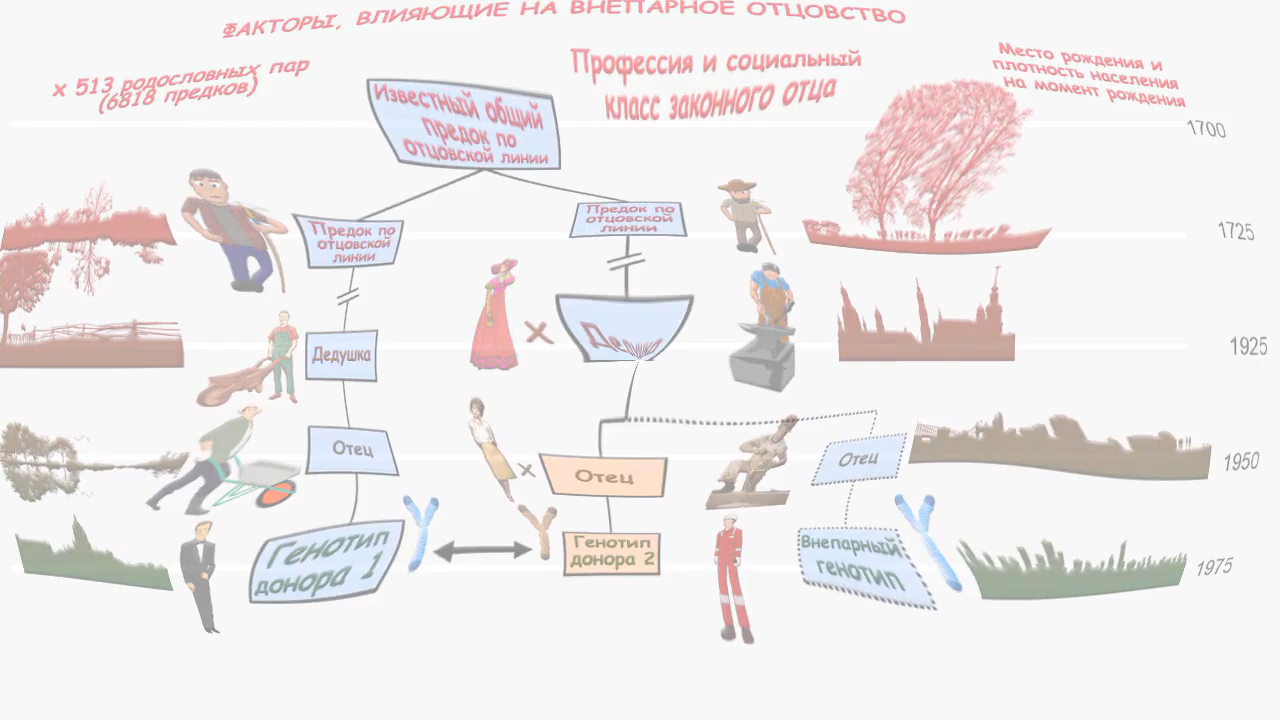 ФАКТОРЫ, ВЛИЯЮЩИЕ НА ВНЕПАРНОЕ ОТЦОВСТВО
× 513 родословных пар
(6818 предков)
Профессия и социальный
класс законного отца
Место рождения и
плотность населения
на момент рождения
Известный общий
предок по
отцовской линии
1700
Предок по
отцовской
линии
Предок по
отцовской
линии
1725
Дедушка
Дедушка
1925
Отец
Отец
Отец
1950
Генотип
донора 1
Генотип
донора 2
Внепарный
генотип
1975